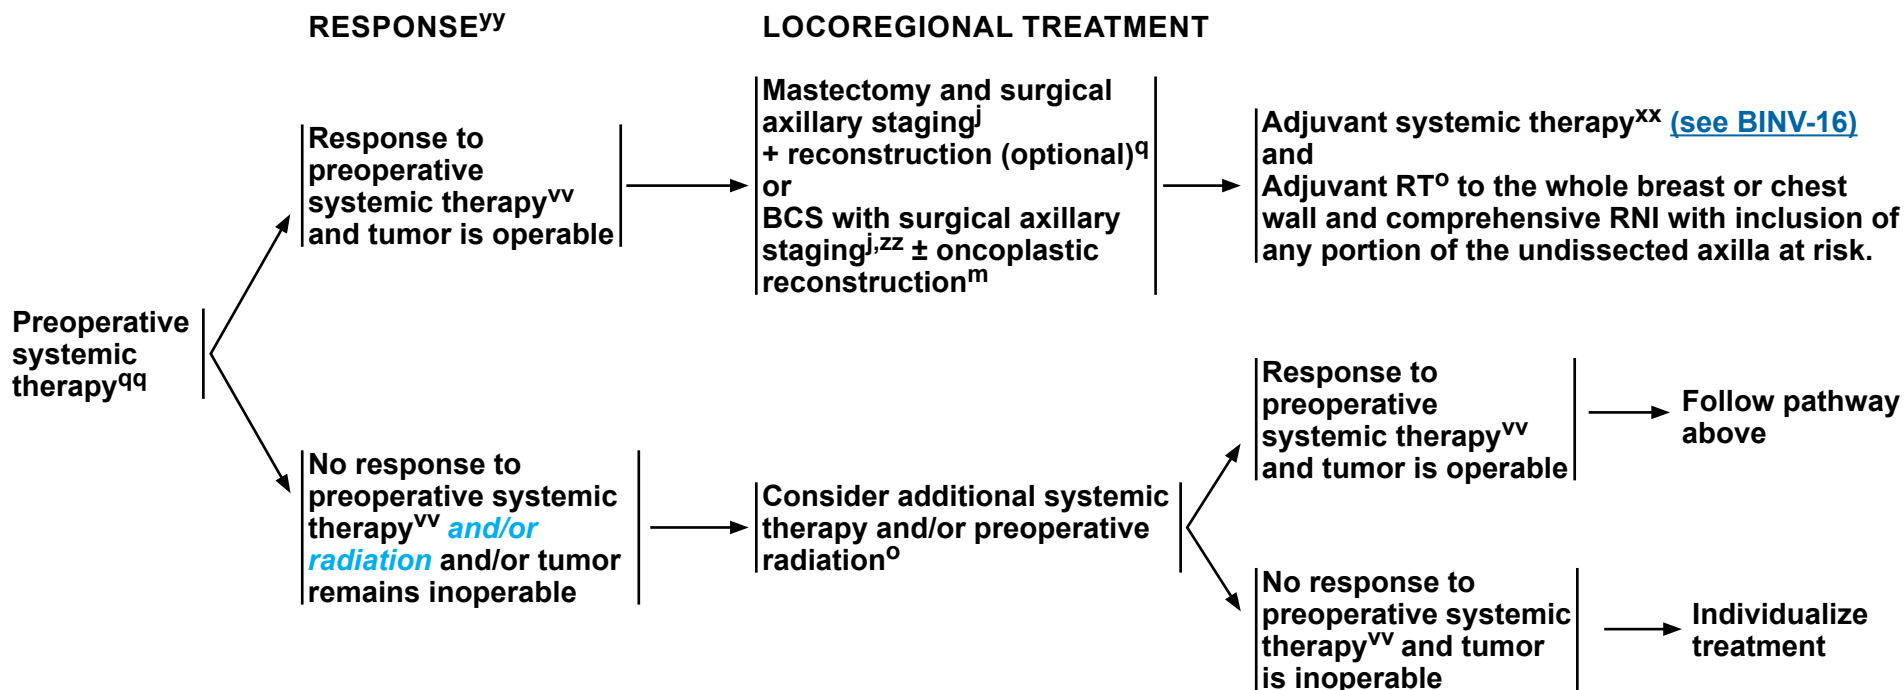 RESPONSEyy
LOCOREGIONAL TREATMENT
Preoperative
systemic
therapyqq
Response to
preoperative
systemic therapyvv
and tumor is operable
Mastectomy and surgical
axillary stagingj
+ reconstruction (optional)q
or
BCS with surgical axillary
stagingj,zz ± oncoplastic
reconstructionm
Adjuvant systemic therapyxx (see BINV-16)
and
Adjuvant RTo to the whole breast or chest
wall and comprehensive RNI with inclusion of
any portion of the undissected axilla at risk.
No response to
preoperative systemic
therapyvv and/or
radiation and/or tumor
remains inoperable
Consider additional systemic
therapy and/or preoperative
radiationo
Response to
preoperative
systemic therapyvv
and tumor is operable
Follow pathway
above
No response to
preoperative systemic
therapyvv and tumor
is inoperable
Individualize
treatment